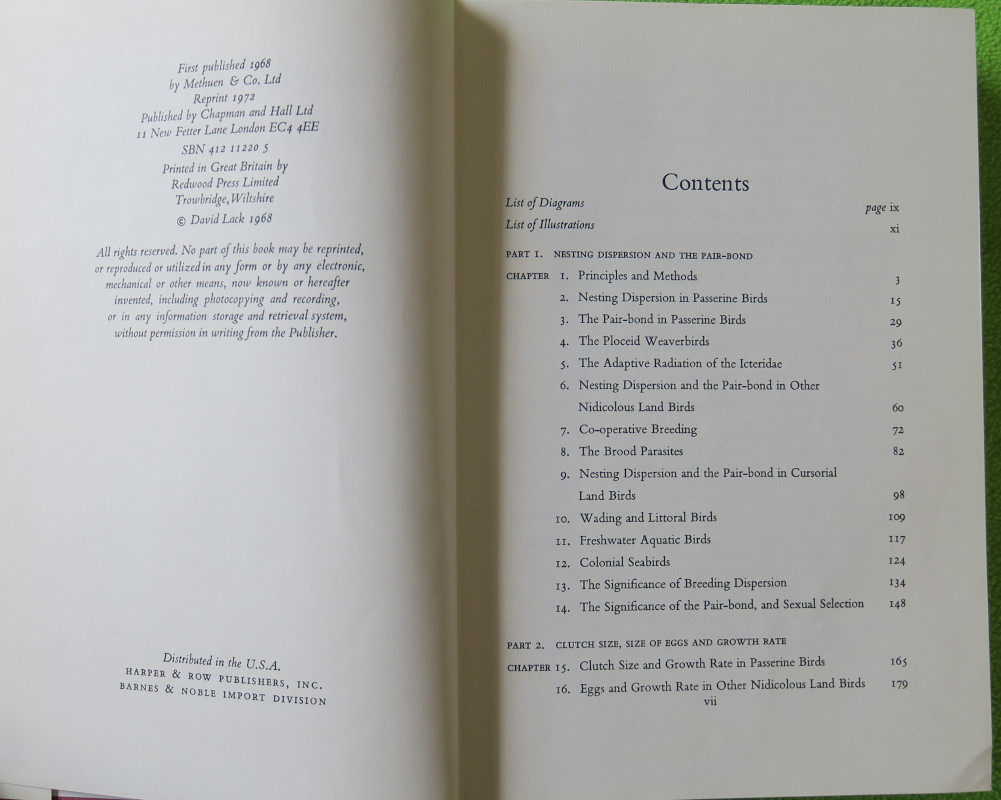 First published 1968
by Methuen & Co. Ltd
Reprint 1972
Published by Chapman and Hall Ltd
11 New Fetter Lane London EC4 4EE
SBN 412 11220 5
Printed in Great Britain by
Redwood Press Limited
Trowbridge, Wiltshire
© David Lack 1968
All rights reserved. No part of this book may be reprinted,
or reproduced or utilized in any form or by any electronic,
mechanical or other means, now known or hereafter
invented, including photocopying and recording,
or in any information storage and retrieval system,
without permission in writing from the Publisher.
Distributed in the U.S.A.
HARPER & ROW PUBLISHERS, INC.
BARNES & NOBLE IMPORT DIVISION
Contents
List of Diagrams page ix
List of Illustrations xi
PART 1. NESTING DISPERSION AND THE PAIR-BOND
CHAPTER 1. Principles and Methods 3
2. Nesting Dispersion in Passerine Birds 15
3. The Pair-bond in Passerine Birds 29
4. The Ploceid Weaverbirds 36
5. The Adaptive Radiation of the Icteridae 51
6. Nesting Dispersion and the Pair-bond in Other
Nidicolous Land Birds 60
7. Co-operative Breeding 72
8. The Brood Parasites 82
9. Nesting Dispersion and the Pair-bond in Cursorial
Land Birds 98
10. Wading and Littoral Birds 109
11. Freshwater Aquatic Birds 117
12. Colonial Seabirds 124
13. The Significance of Breeding Dispersion 134
14. The Significance of the Pair-bond, and Sexual Selection 148
PART 2. CLUTCH SIZE, SIZE OF EGGS AND GROWTH RATE
CHAPTER 15. Clutch Size and Growth Rate in Passerine Birds 165
16. Eggs and Growth Rate in Other Nidicolous Land Birds 179
vii